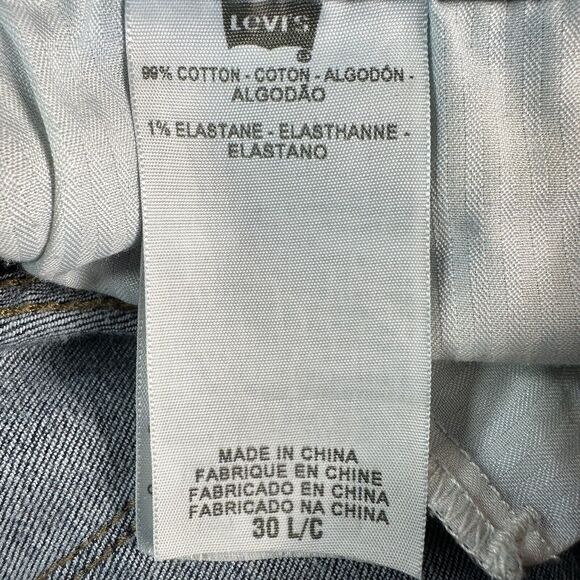 Levi's
®
99% COTTON - COTON - ALGODÓN -
ALGODÃO
1% ELASTANE - ELASTHANNE -
ELASTANO
MADE IN CHINA
FABRIQUE EN CHINE
FABRICADO EN CHINA
FABRICADO NA CHINA
30 L/C